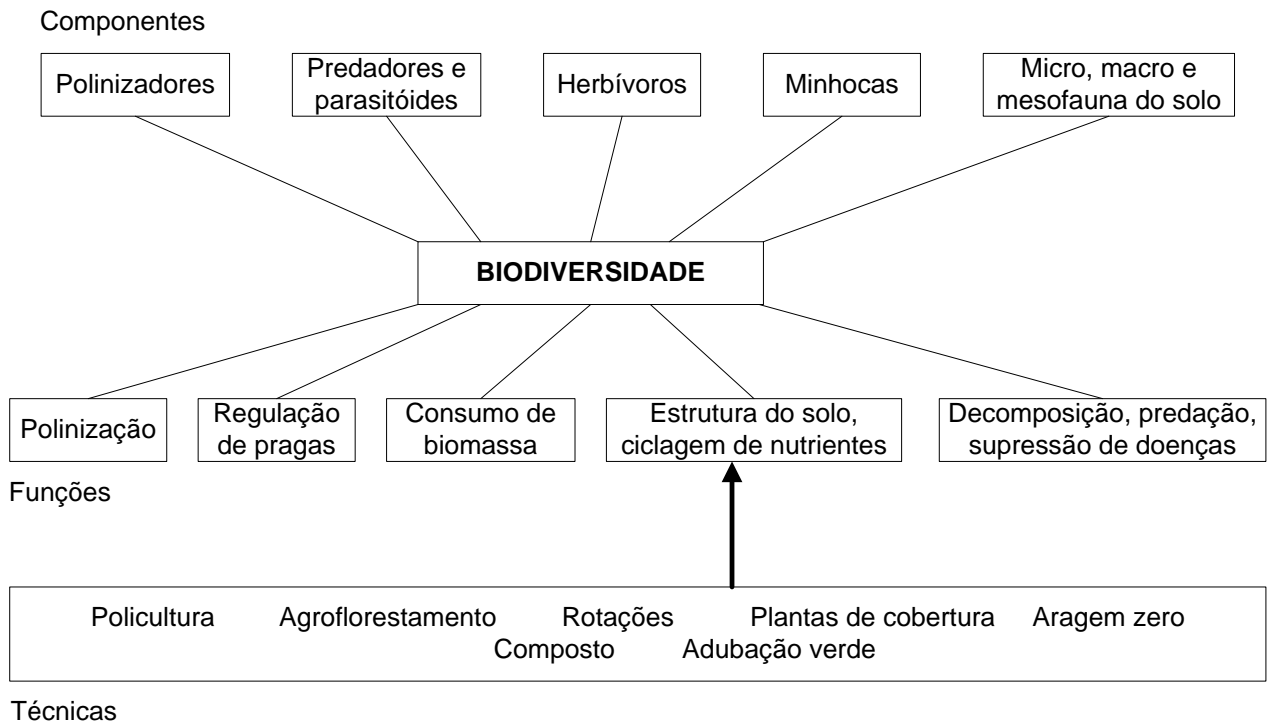 Componentes
Polinizadores
Predadores e
parasitóides
Herbívoros
Minhocas
Micro, macro e
mesofauna do solo
BIODIVERSIDADE
Polinização
Regulação
de pragas
Consumo de
biomassa
Estrutura do solo,
ciclagem de nutrientes
Decomposição, predação,
supressão de doenças
Funções
Policultura Agroflorestamento Rotações Plantas de cobertura Aragem zero
Composto Adubação verde
Técnicas